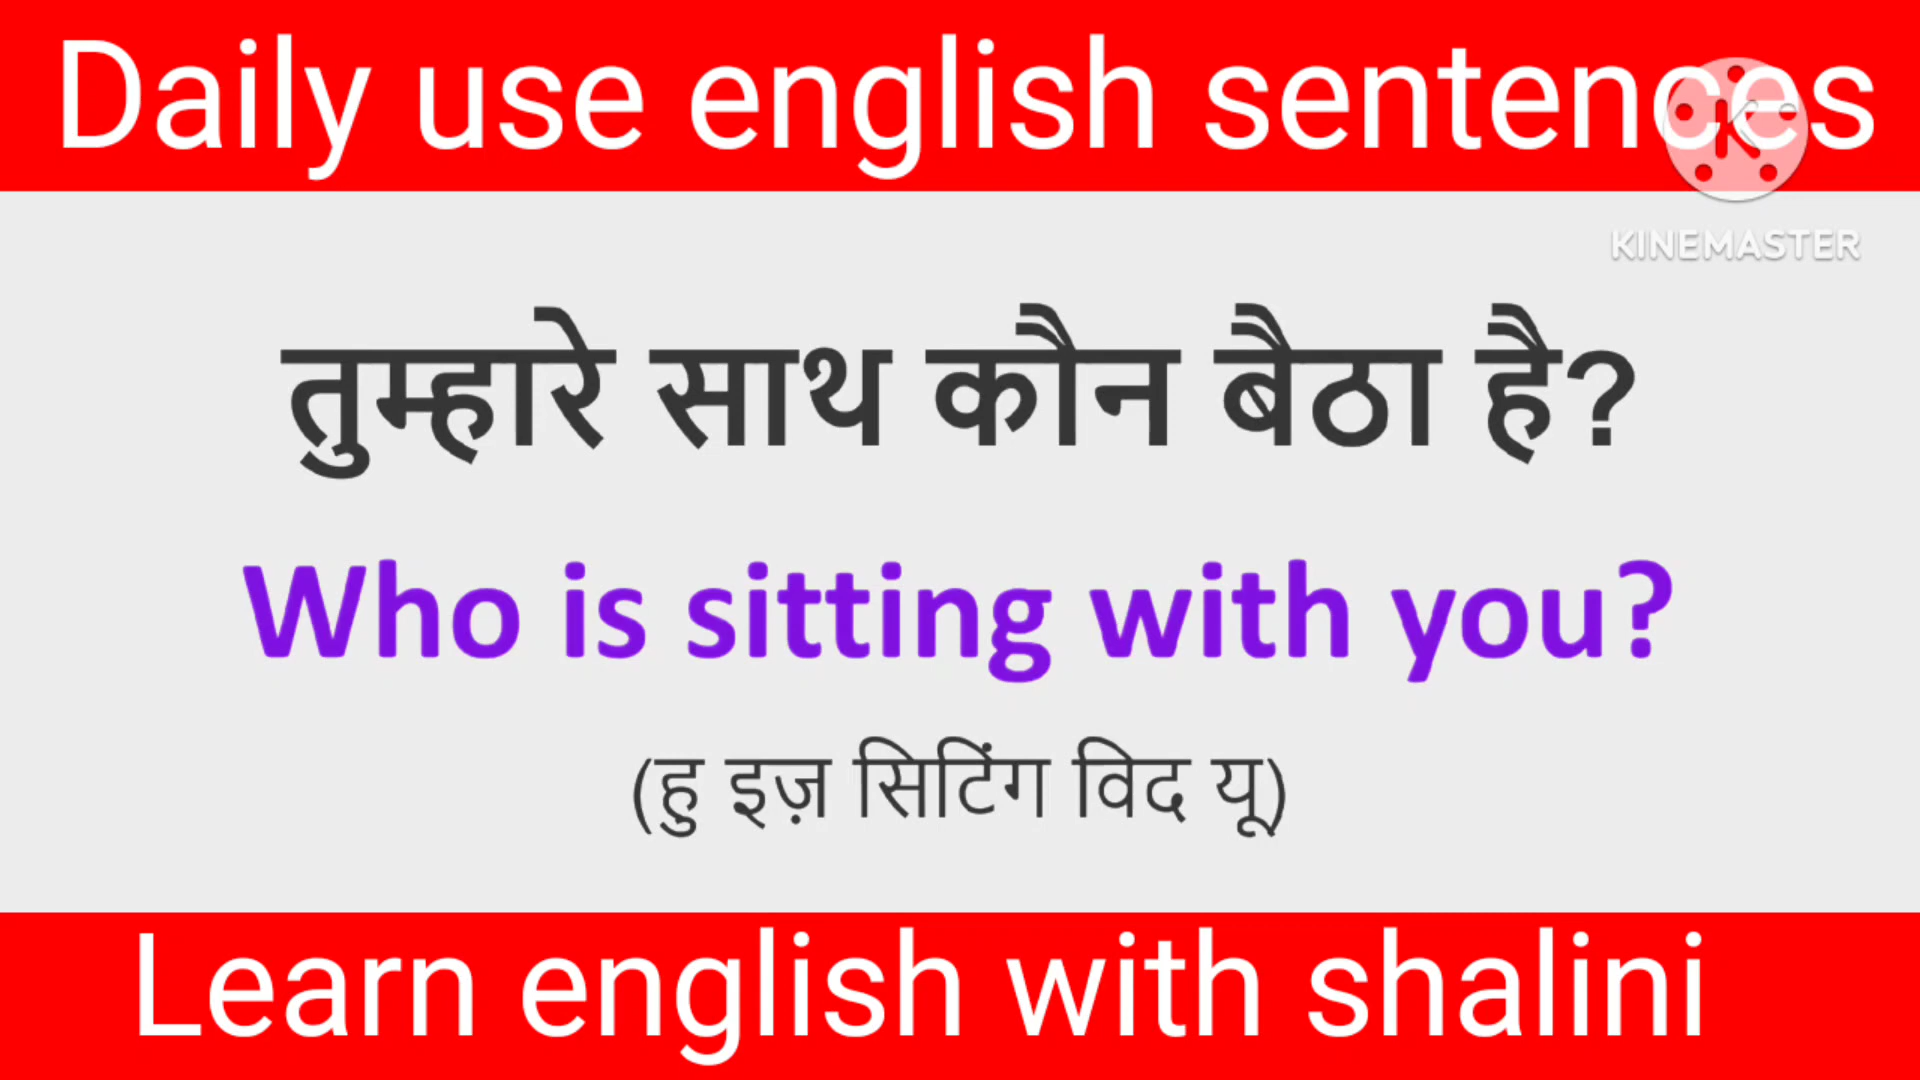 Daily use english sentences
KINEMASTER
तुम्हारे साथ कौन बैठा है?
Who is sitting with you?
(हु इज़ सिटिंग विद यू)
Learn english with shalini